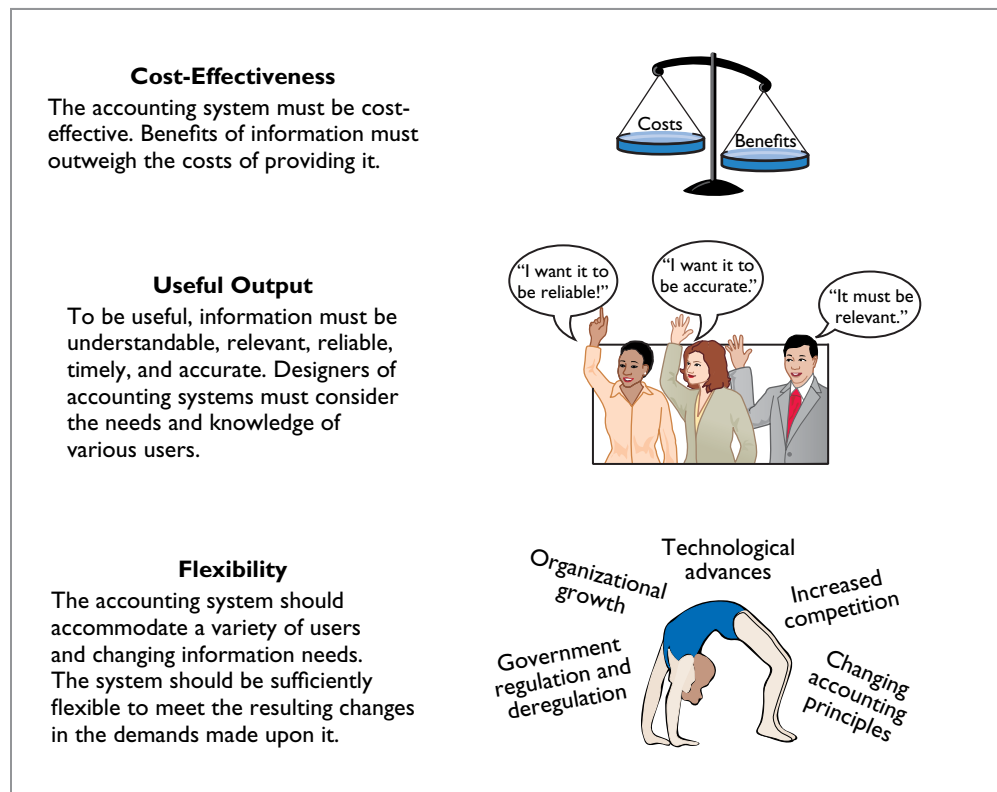 Cost-Effectiveness
The accounting system must be cost-
effective. Benefits of information must
outweigh the costs of providing it.
Costs
Benefits
Useful Output
To be useful, information must be
understandable, relevant, reliable,
timely, and accurate. Designers of
accounting systems must consider
the needs and knowledge of
various users.
“I want it to
be reliable!”
“I want it to
be accurate.”
“It must be
relevant.”
Flexibility
The accounting system should
accommodate a variety of users
and changing information needs.
The system should be sufficiently
flexible to meet the resulting changes
in the demands made upon it.
Technological
advances
Organizational
growth
Increased
competition
Government
regulation and
deregulation
Changing
accounting
principles